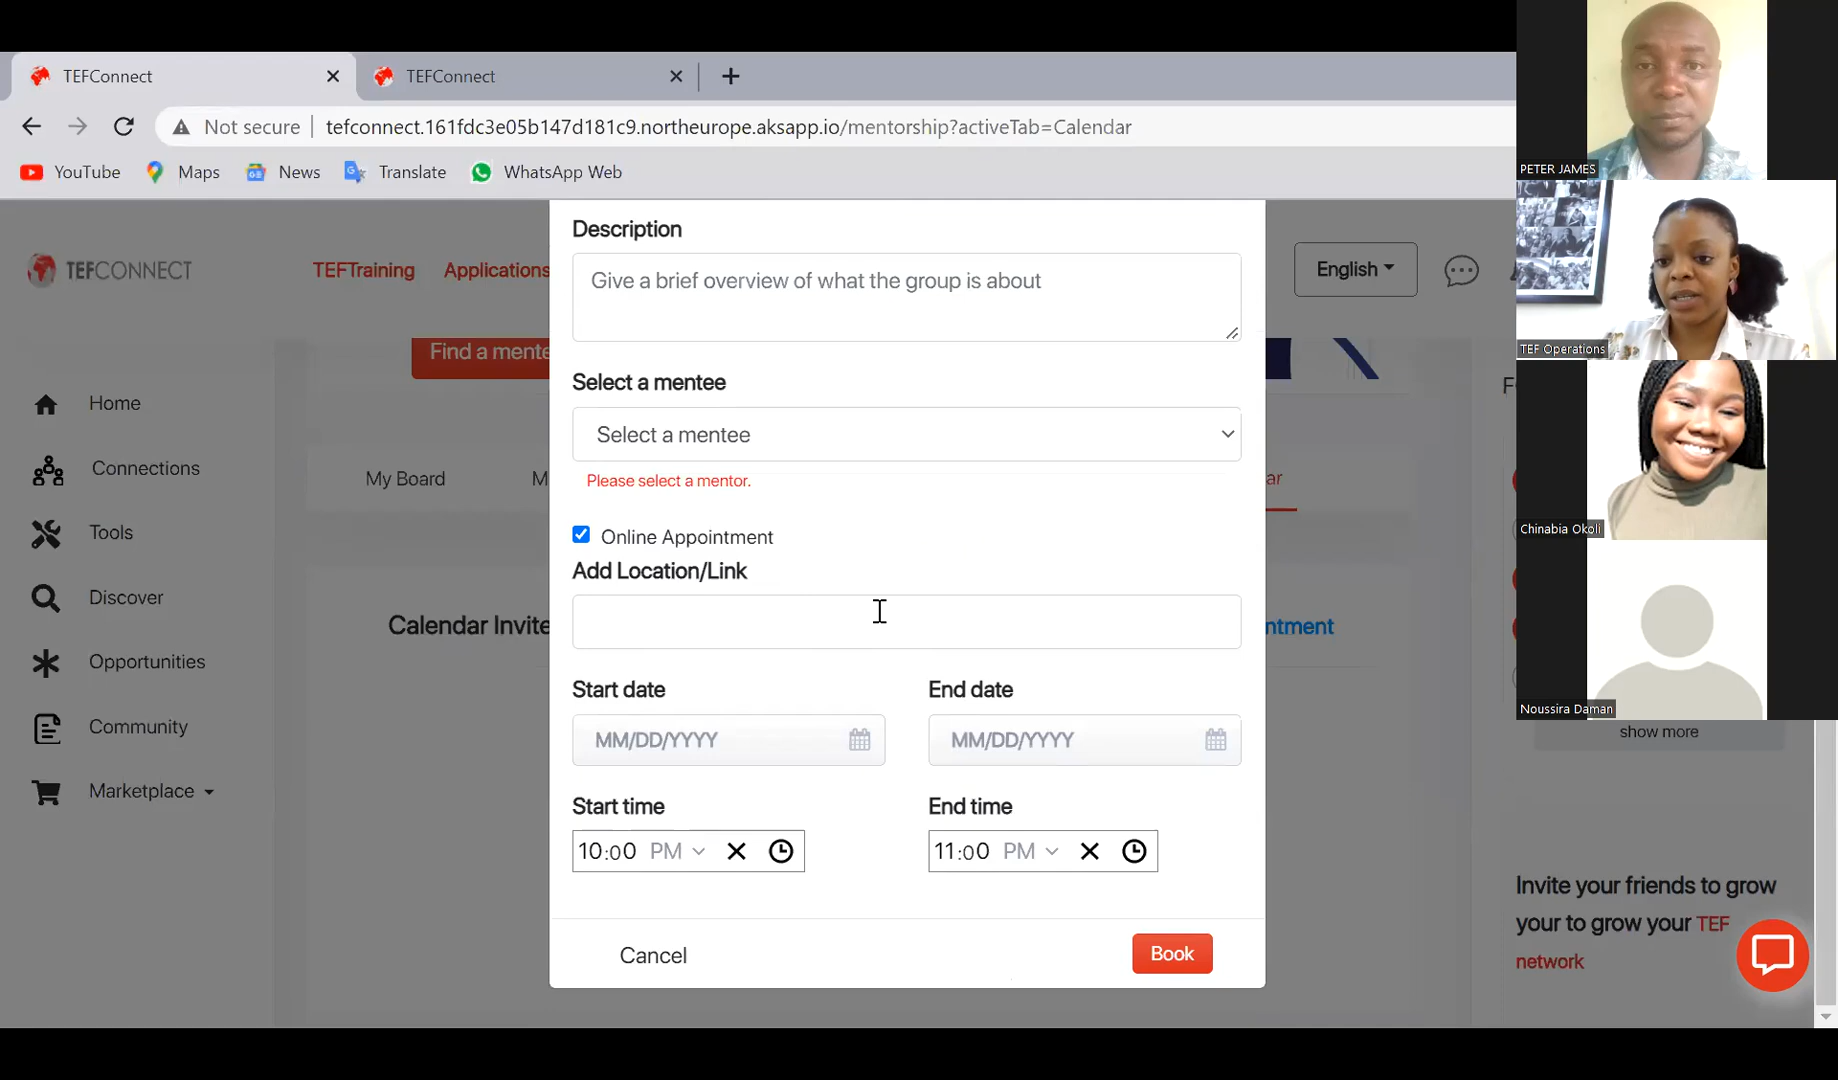 TEFConnect
TEFConnect
Not secure
tefconnect.161fdc3e05b147d181c9.northeurope.aksapp.io/mentorship?activeTab=Calendar
YouTube
Maps
News
Translate
WhatsApp Web
TEFCONNECT
TEFTraining
Applications
English
Find a mente
Home
Connections
Tools
Discover
Opportunities
Community
Marketplace
My Board
M
ar
Calendar Invite
ntment
Description
Give a brief overview of what the group is about
Select a mentee
Select a mentee
Please select a mentor.
Online Appointment
Add Location/Link
Start date
End date
MM/DD/YYYY
MM/DD/YYYY
Start time
End time
10:00 PM
11:00 PM
Cancel
Book
F
show more
Invite your friends to grow
your to grow your TEF
network
PETER JAMES
TEF Operations
Chinabia Okoli
Noussira Daman